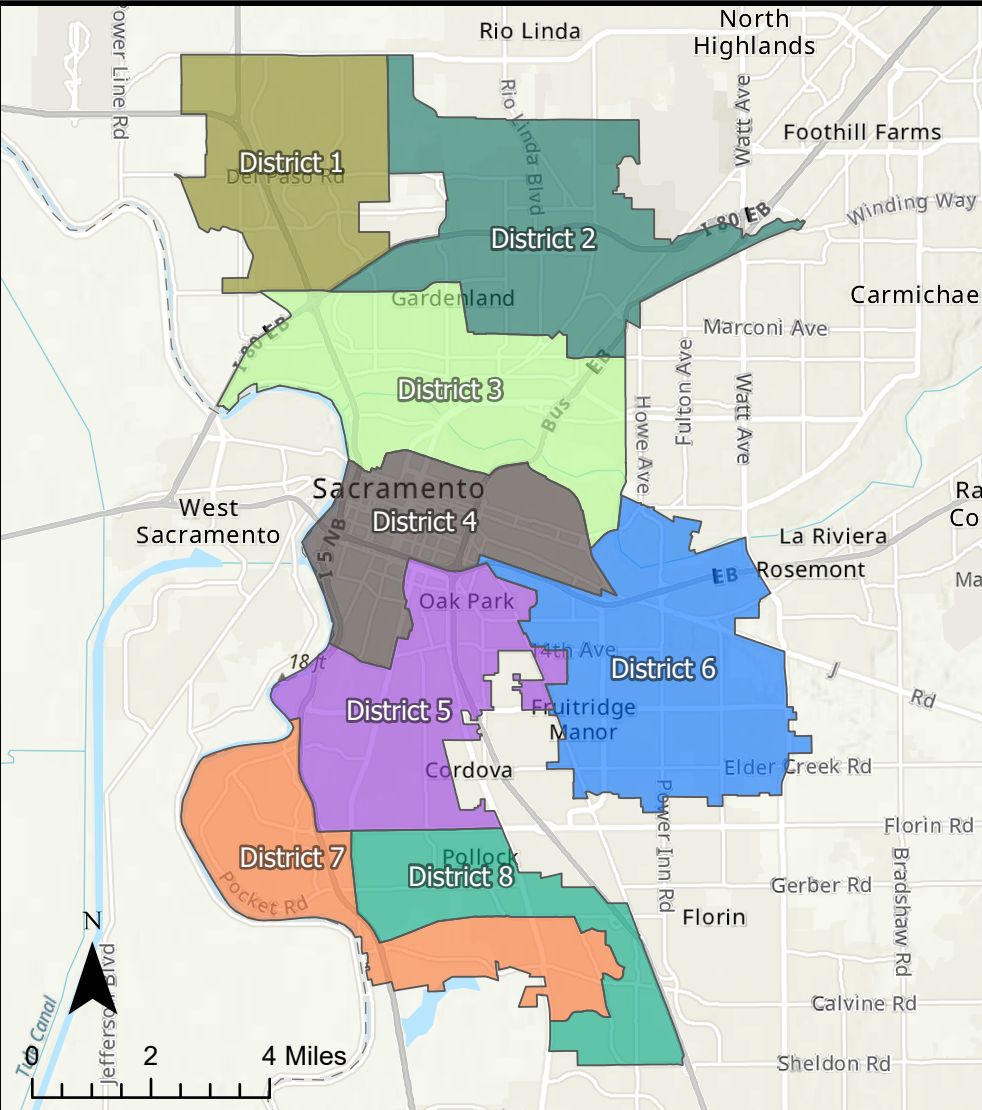 Rio Linda
North
Highlands
Power Line Rd
Rio Linda Blvd
Watt Ave
Foothill Farms
District 1
Del Paso Rd
I 80 EB
Winding Way
District 2
Gardenland
Carmichae
I 80 EB
Marconi Ave
EB
Bus
District 3
Fulton Ave
Watt Ave
Howe Ave
Sacramento
West
Sacramento
District 4
I 5 NB
Ra
Co
La Riviera
EB
Rosemont
Ma
Oak Park
14th Ave
18 ft
District 6
J
Rd
District 5
Fruitridge
Manor
Cordova
Elder Creek Rd
Power Inn Rd
Florin Rd
District 7
Pollock
District 8
Gerber Rd
Bradshaw Rd
Pocket Rd
Florin
N
Jefferson Blvd
Calvine Rd
Tule Canal
0 2 4 Miles
Sheldon Rd